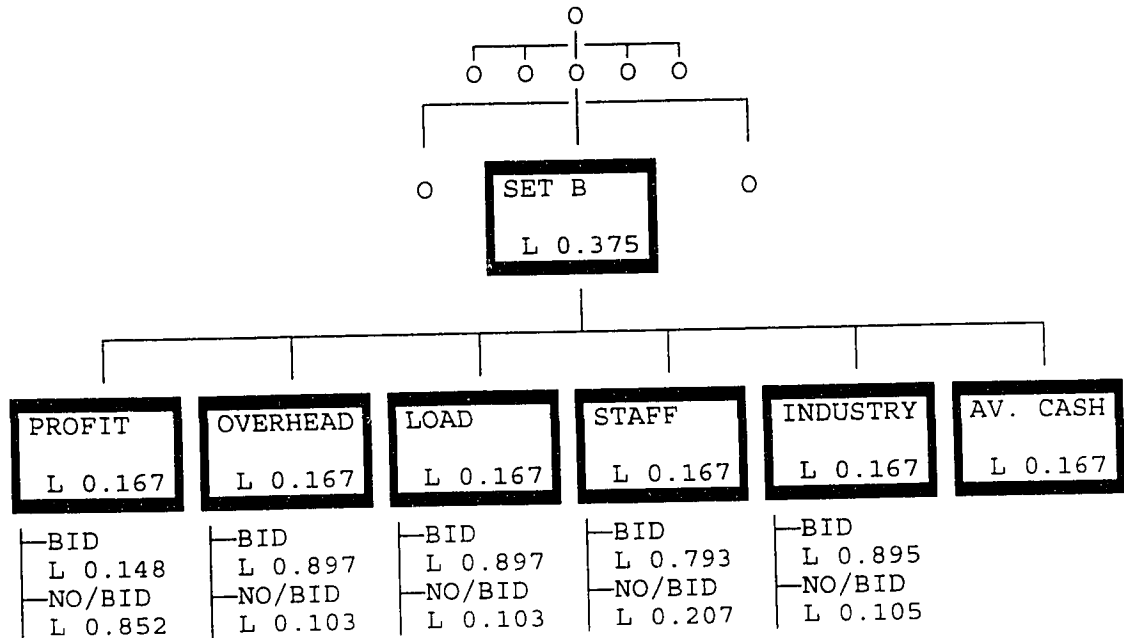 SET B
L 0.375
PROFIT
L 0.167
OVERHEAD
L 0.167
LOAD
L 0.167
STAFF
L 0.167
INDUSTRY
L 0.167
AV. CASH
L 0.167
BID
L 0.148
NO/BID
L 0.852
BID
L 0.897
NO/BID
L 0.103
BID
L 0.897
NO/BID
L 0.103
BID
L 0.793
NO/BID
L 0.207
BID
L 0.895
NO/BID
L 0.105